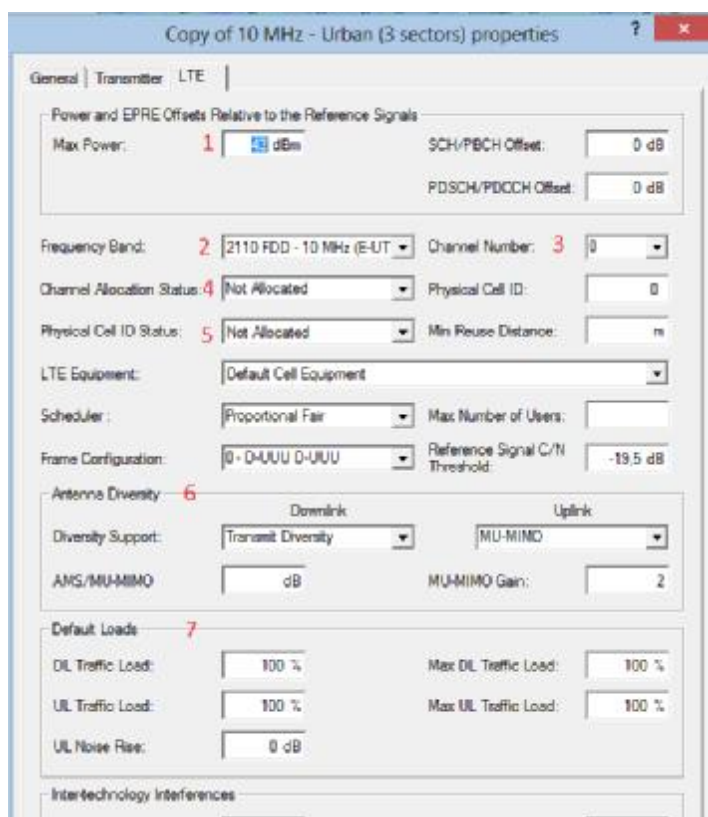 Copy of 10 MHz - Urban (3 sectors) properties ? ×
General Transmitter LTE
Power and EPRE Offsets Relative to the Reference Signals
Max Power: 1 43 dBm SCH/PBCH Offset: 0 dB
PDSCH/PDCCH Offset: 0 dB
Frequency Band: 2 2110 FDD - 10 MHz (E-UT Channel Number: 3 0
Channel Allocation Status: 4 Not Allocated Physical Cell ID: 0
Physical Cell ID Status: 5 Not Allocated Min Reuse Distance: m
LTE Equipment: Default Cell Equipment
Scheduler : Proportional Fair Max Number of Users:
Frame Configuration: 0 - D-UUU D-UUU Reference Signal C/N Threshold: -19,5 dB
Antenna Diversity 6
Downlink Uplink
Diversity Support: Transmit Diversity MU-MIMO
AMS/MU-MIMO dB MU-MIMO Gain: 2
Default Loads 7
DL Traffic Load: 100 % Max DL Traffic Load: 100 %
UL Traffic Load: 100 % Max UL Traffic Load: 100 %
UL Noise Rise: 0 dB
Inter-technology Interferences